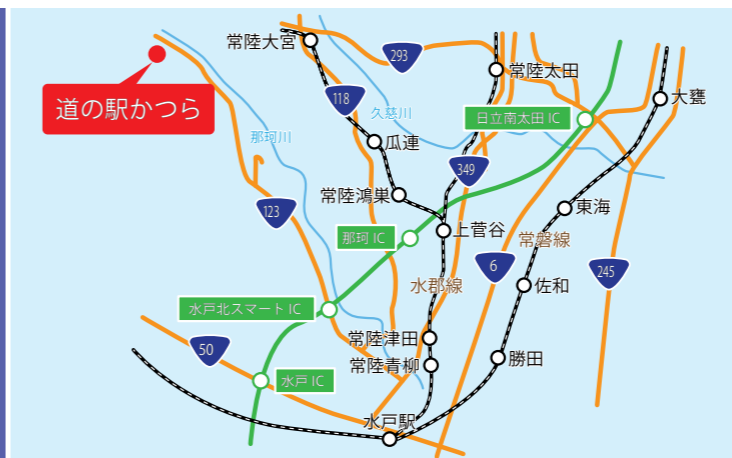 常陸大宮
293
常陸太田
道の駅かつら
118
大甕
久慈川
日立南太田 IC
那珂川
瓜連
349
常陸鴻巣
123
東海
上菅谷
那珂 IC
常磐線
6
245
水郡線
佐和
水戸北スマート IC
常陸津田
50
勝田
常陸青柳
水戸 IC
水戸駅